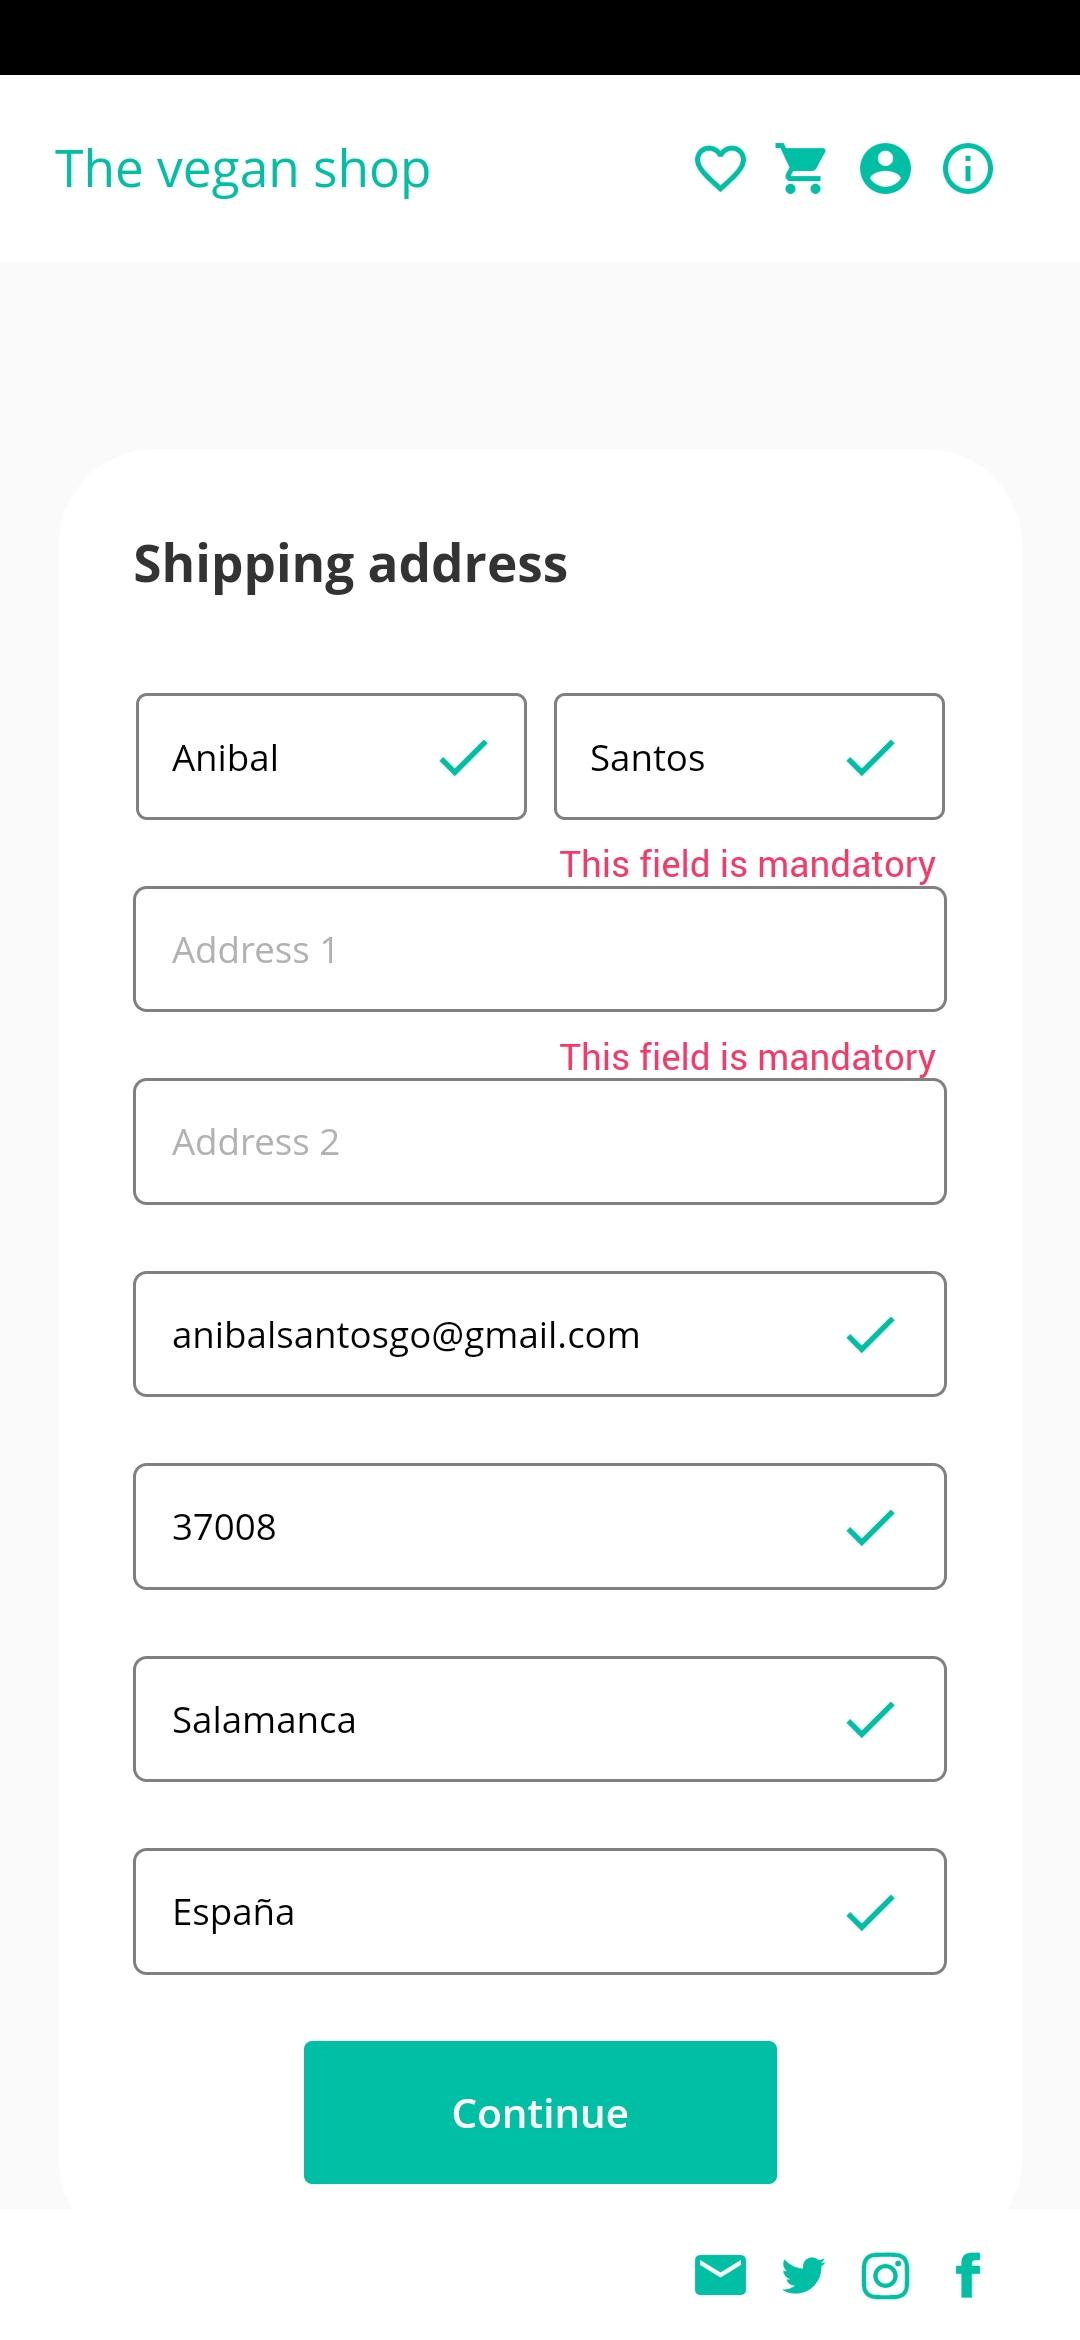 The vegan shop
Shipping address
Anibal
Santos
This field is mandatory
Address 1
This field is mandatory
Address 2
anibalsantosgo@gmail.com
37008
Salamanca
España
Continue